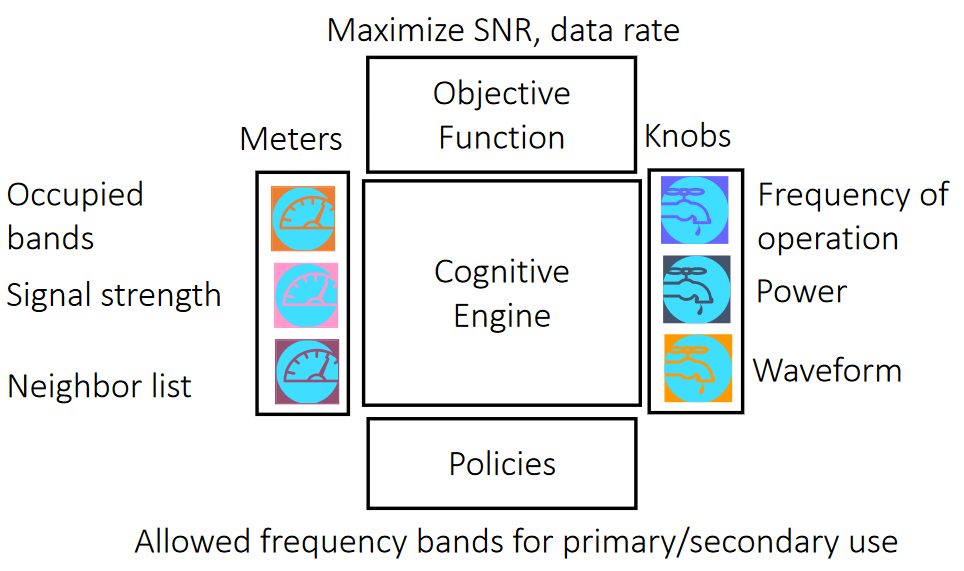 Maximize SNR, data rate
Objective
Function
Meters
Knobs
Occupied
bands
Signal strength
Neighbor list
Cognitive
Engine
Frequency of
operation
Power
Waveform
Policies
Allowed frequency bands for primary/secondary use